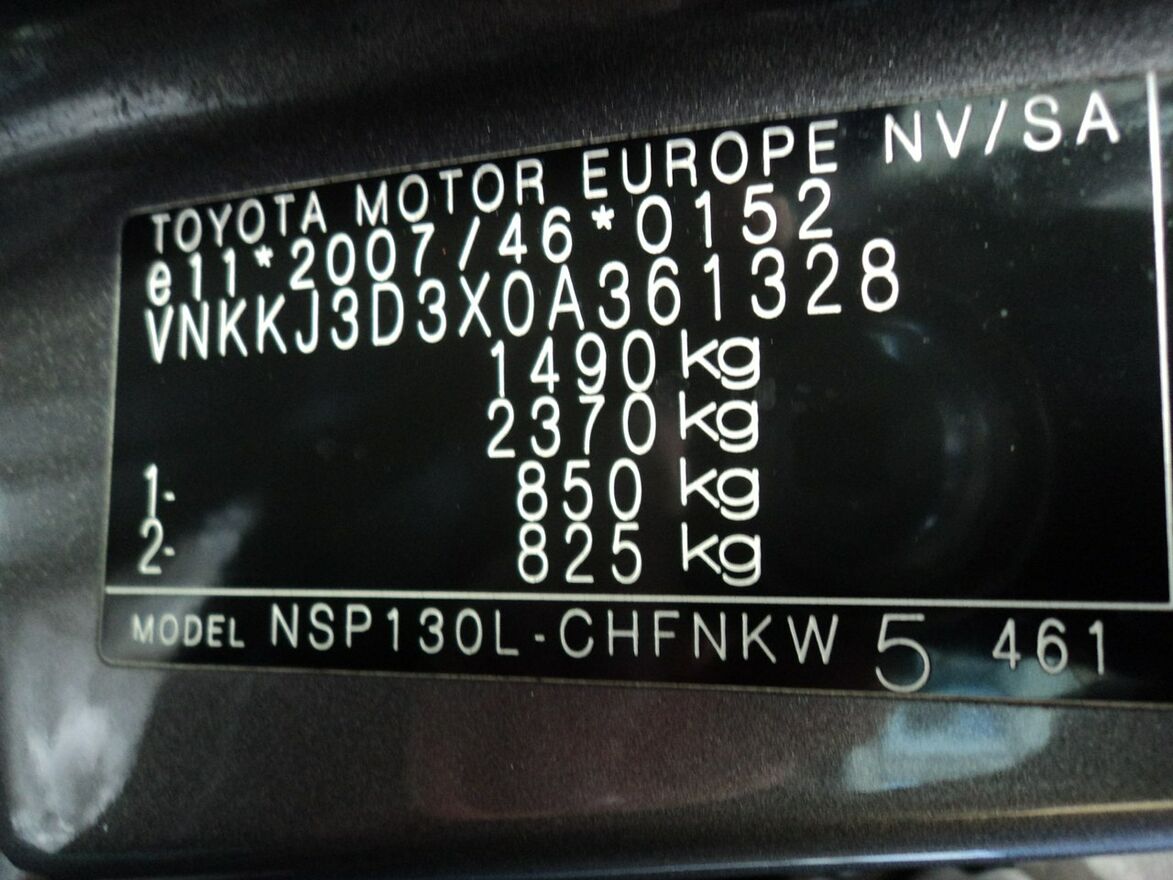 TOYOTA MOTOR EUROPE NV/SA
e11*2007/46*0152
VNKKJ3D3X0A361328
1490 kg
2370 kg
1- 850 kg
2- 825 kg
MODEL NSP130L-CHFNKW 5 461